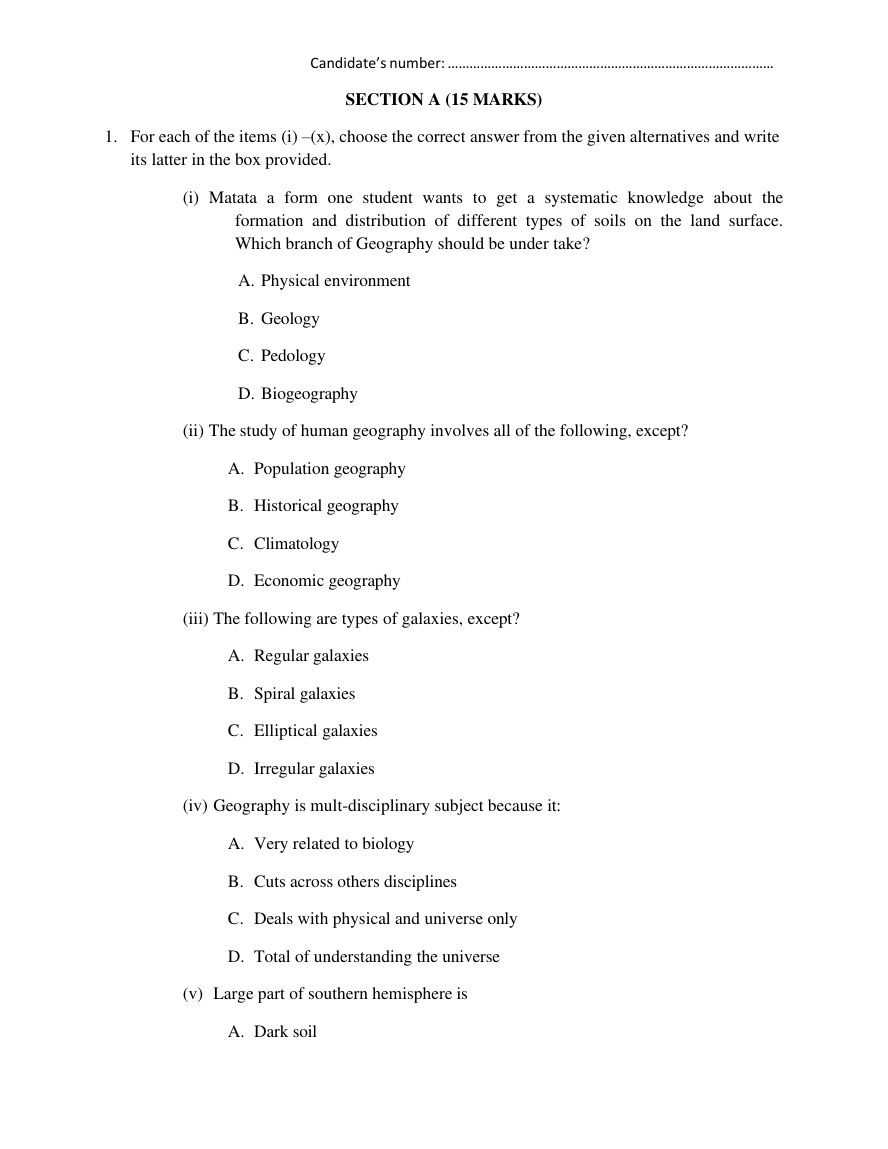 Candidate's number: ………………………………………………………………………………
SECTION A (15 MARKS)
1. For each of the items (i) –(x), choose the correct answer from the given alternatives and write
its latter in the box provided.
(i) Matata a form one student wants to get a systematic knowledge about the
formation and distribution of different types of soils on the land surface.
Which branch of Geography should be under take?
A. Physical environment
B. Geology
C. Pedology
D. Biogeography
(ii) The study of human geography involves all of the following, except?
A. Population geography
B. Historical geography
C. Climatology
D. Economic geography
(iii) The following are types of galaxies, except?
A. Regular galaxies
B. Spiral galaxies
C. Elliptical galaxies
D. Irregular galaxies
(iv) Geography is mult-disciplinary subject because it:
A. Very related to biology
B. Cuts across others disciplines
C. Deals with physical and universe only
D. Total of understanding the universe
(v) Large part of southern hemisphere is
A. Dark soil